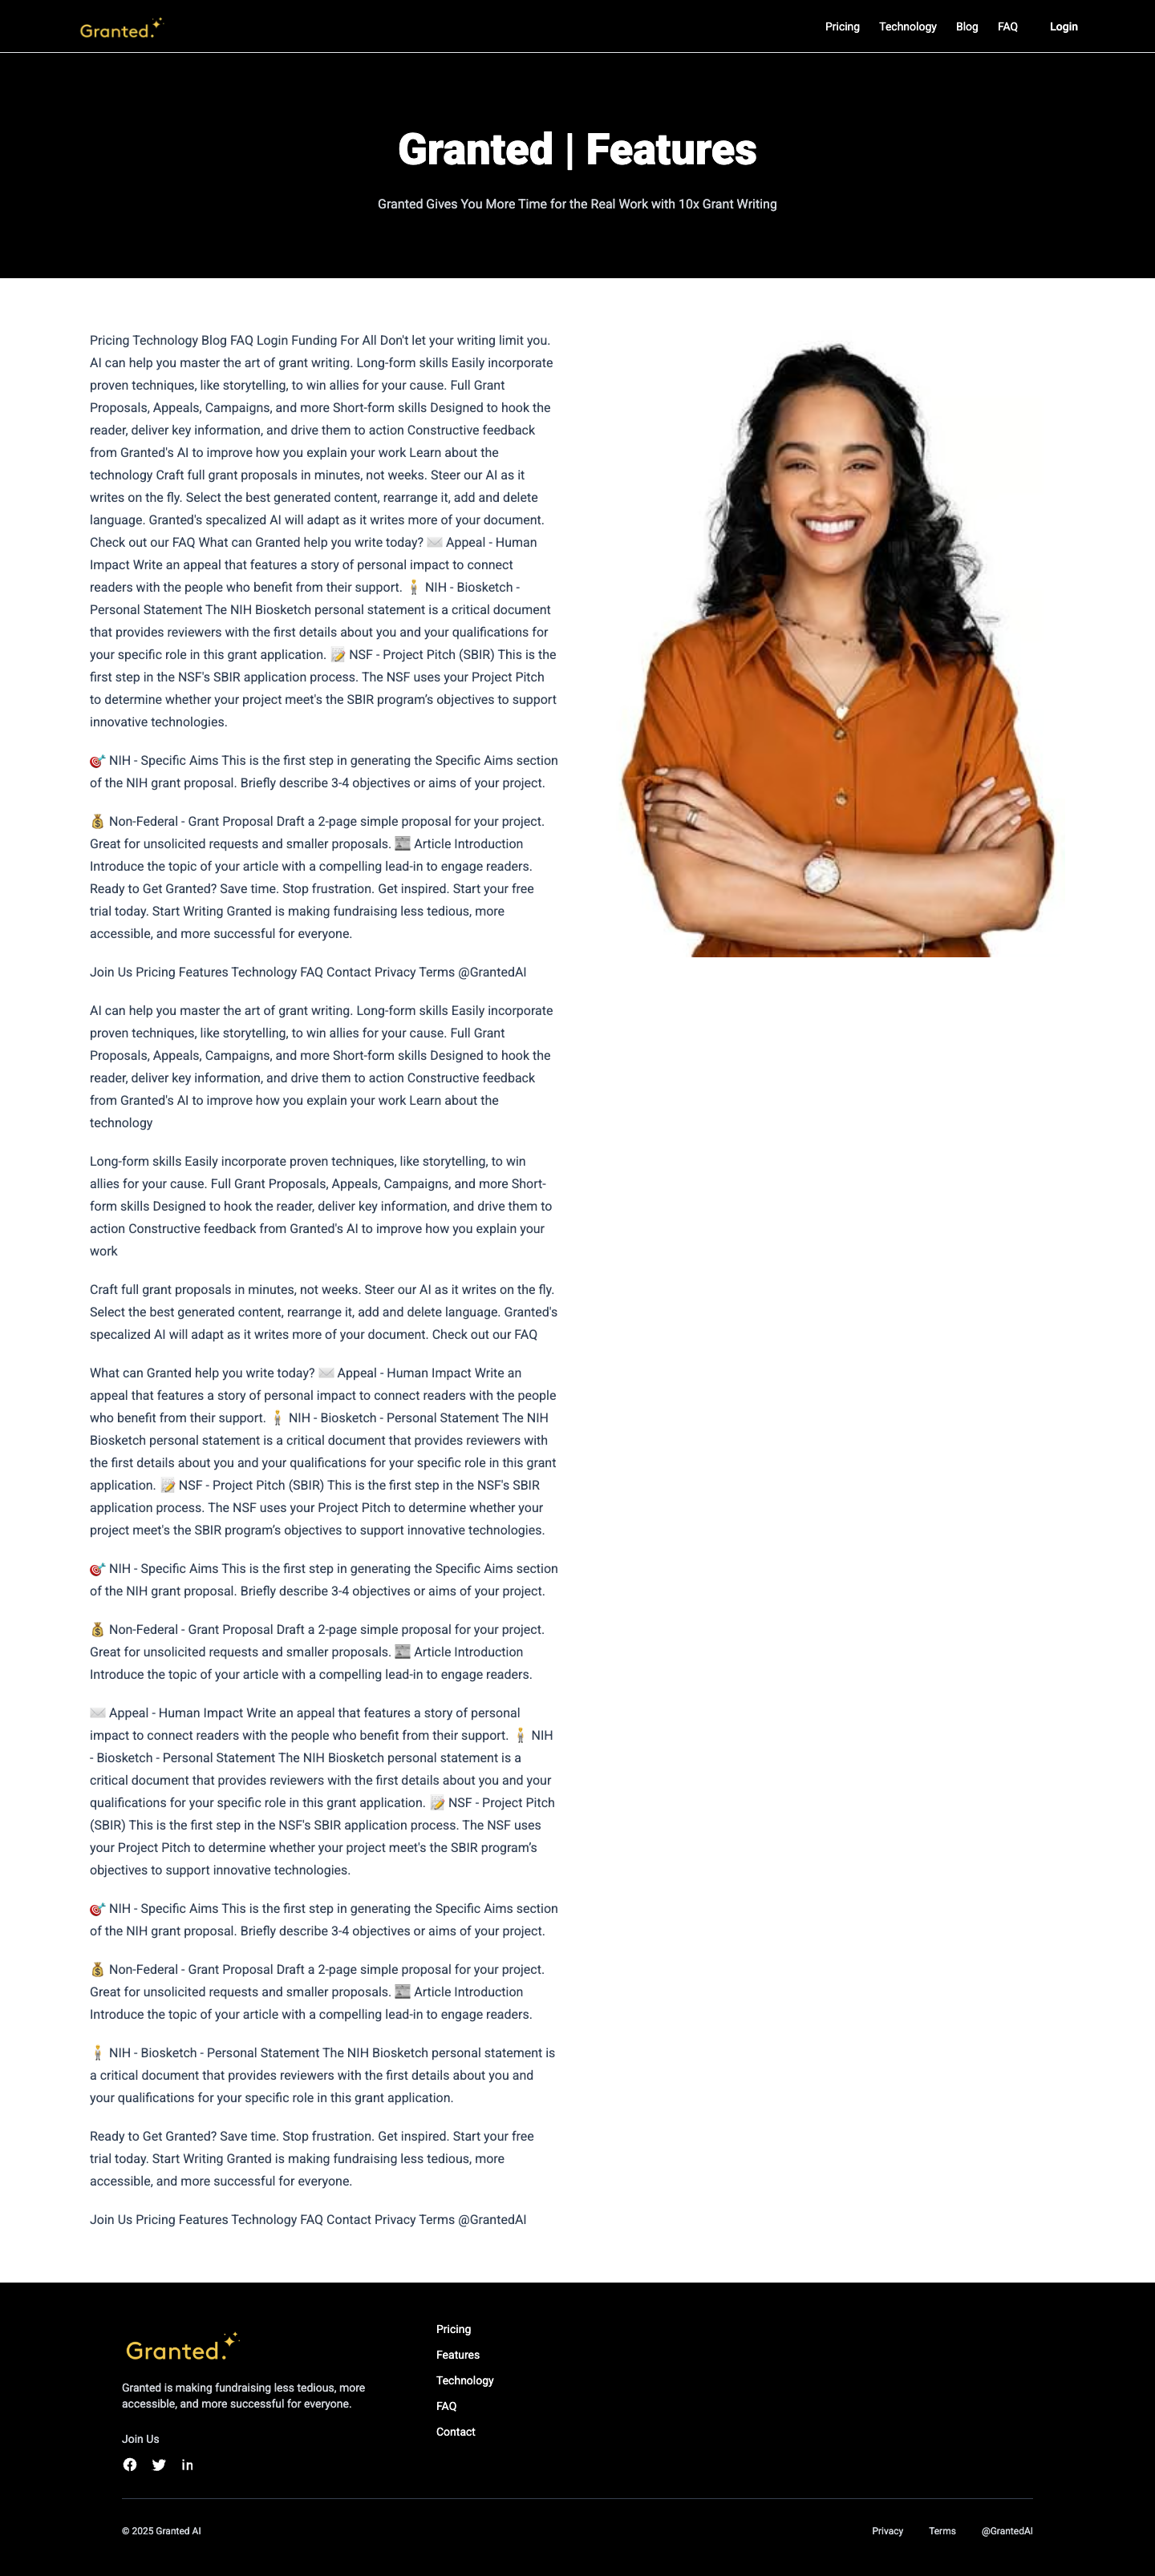 Granted.
Pricing Technology Blog FAQ Login
Granted | Features
Granted Gives You More Time for the Real Work with 10x Grant Writing
Pricing Technology Blog FAQ Login Funding For All Don't let your writing limit you.
AI can help you master the art of grant writing. Long-form skills Easily incorporate
proven techniques, like storytelling, to win allies for your cause. Full Grant
Proposals, Appeals, Campaigns, and more Short-form skills Designed to hook the
reader, deliver key information, and drive them to action Constructive feedback
from Granted's AI to improve how you explain your work Learn about the
technology Craft full grant proposals in minutes, not weeks. Steer our AI as it
writes on the fly. Select the best generated content, rearrange it, add and delete
language. Granted's specalized AI will adapt as it writes more of your document.
Check out our FAQ What can Granted help you write today? ✉️ Appeal - Human
Impact Write an appeal that features a story of personal impact to connect
readers with the people who benefit from their support. 🧍 NIH - Biosketch -
Personal Statement The NIH Biosketch personal statement is a critical document
that provides reviewers with the first details about you and your qualifications for
your specific role in this grant application. 📝 NSF - Project Pitch (SBIR) This is the
first step in the NSF's SBIR application process. The NSF uses your Project Pitch
to determine whether your project meet's the SBIR program’s objectives to support
innovative technologies.
🎯 NIH - Specific Aims This is the first step in generating the Specific Aims section
of the NIH grant proposal. Briefly describe 3-4 objectives or aims of your project.
💰 Non-Federal - Grant Proposal Draft a 2-page simple proposal for your project.
Great for unsolicited requests and smaller proposals. 📰 Article Introduction
Introduce the topic of your article with a compelling lead-in to engage readers.
Ready to Get Granted? Save time. Stop frustration. Get inspired. Start your free
trial today. Start Writing Granted is making fundraising less tedious, more
accessible, and more successful for everyone.
Join Us Pricing Features Technology FAQ Contact Privacy Terms @GrantedAI
AI can help you master the art of grant writing. Long-form skills Easily incorporate
proven techniques, like storytelling, to win allies for your cause. Full Grant
Proposals, Appeals, Campaigns, and more Short-form skills Designed to hook the
reader, deliver key information, and drive them to action Constructive feedback
from Granted's AI to improve how you explain your work Learn about the
technology
Long-form skills Easily incorporate proven techniques, like storytelling, to win
allies for your cause. Full Grant Proposals, Appeals, Campaigns, and more Short-
form skills Designed to hook the reader, deliver key information, and drive them to
action Constructive feedback from Granted's AI to improve how you explain your
work
Craft full grant proposals in minutes, not weeks. Steer our AI as it writes on the fly.
Select the best generated content, rearrange it, add and delete language. Granted's
specalized AI will adapt as it writes more of your document. Check out our FAQ
What can Granted help you write today? ✉️ Appeal - Human Impact Write an
appeal that features a story of personal impact to connect readers with the people
who benefit from their support. 🧍 NIH - Biosketch - Personal Statement The NIH
Biosketch personal statement is a critical document that provides reviewers with
the first details about you and your qualifications for your specific role in this grant
application. 📝 NSF - Project Pitch (SBIR) This is the first step in the NSF's SBIR
application process. The NSF uses your Project Pitch to determine whether your
project meet's the SBIR program’s objectives to support innovative technologies.
🎯 NIH - Specific Aims This is the first step in generating the Specific Aims section
of the NIH grant proposal. Briefly describe 3-4 objectives or aims of your project.
💰 Non-Federal - Grant Proposal Draft a 2-page simple proposal for your project.
Great for unsolicited requests and smaller proposals. 📰 Article Introduction
Introduce the topic of your article with a compelling lead-in to engage readers.
✉️ Appeal - Human Impact Write an appeal that features a story of personal
impact to connect readers with the people who benefit from their support. 🧍 NIH
- Biosketch - Personal Statement The NIH Biosketch personal statement is a
critical document that provides reviewers with the first details about you and your
qualifications for your specific role in this grant application. 📝 NSF - Project Pitch
(SBIR) This is the first step in the NSF's SBIR application process. The NSF uses
your Project Pitch to determine whether your project meet's the SBIR program’s
objectives to support innovative technologies.
🎯 NIH - Specific Aims This is the first step in generating the Specific Aims section
of the NIH grant proposal. Briefly describe 3-4 objectives or aims of your project.
💰 Non-Federal - Grant Proposal Draft a 2-page simple proposal for your project.
Great for unsolicited requests and smaller proposals. 📰 Article Introduction
Introduce the topic of your article with a compelling lead-in to engage readers.
🧍 NIH - Biosketch - Personal Statement The NIH Biosketch personal statement is
a critical document that provides reviewers with the first details about you and
your qualifications for your specific role in this grant application.
Ready to Get Granted? Save time. Stop frustration. Get inspired. Start your free
trial today. Start Writing Granted is making fundraising less tedious, more
accessible, and more successful for everyone.
Join Us Pricing Features Technology FAQ Contact Privacy Terms @GrantedAI
Granted.
Granted is making fundraising less tedious, more
accessible, and more successful for everyone.
Join Us
Pricing
Features
Technology
FAQ
Contact
© 2025 Granted AI
Privacy Terms @GrantedAI